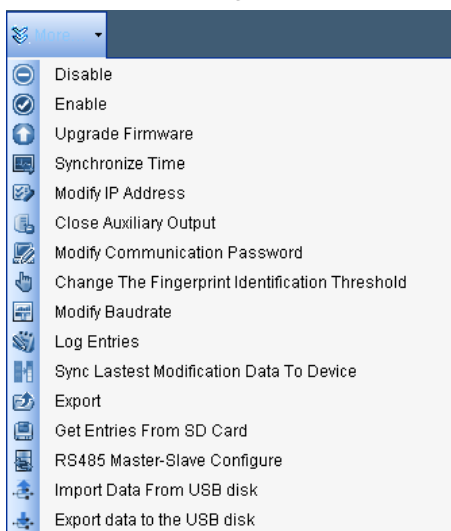 More
Disable
Enable
Upgrade Firmware
Synchronize Time
Modify IP Address
Close Auxiliary Output
Modify Communication Password
Change The Fingerprint Identification Threshold
Modify Baudrate
Log Entries
Sync Lastest Modification Data To Device
Export
Get Entries From SD Card
RS485 Master-Slave Configure
Import Data From USB disk
Export data to the USB disk